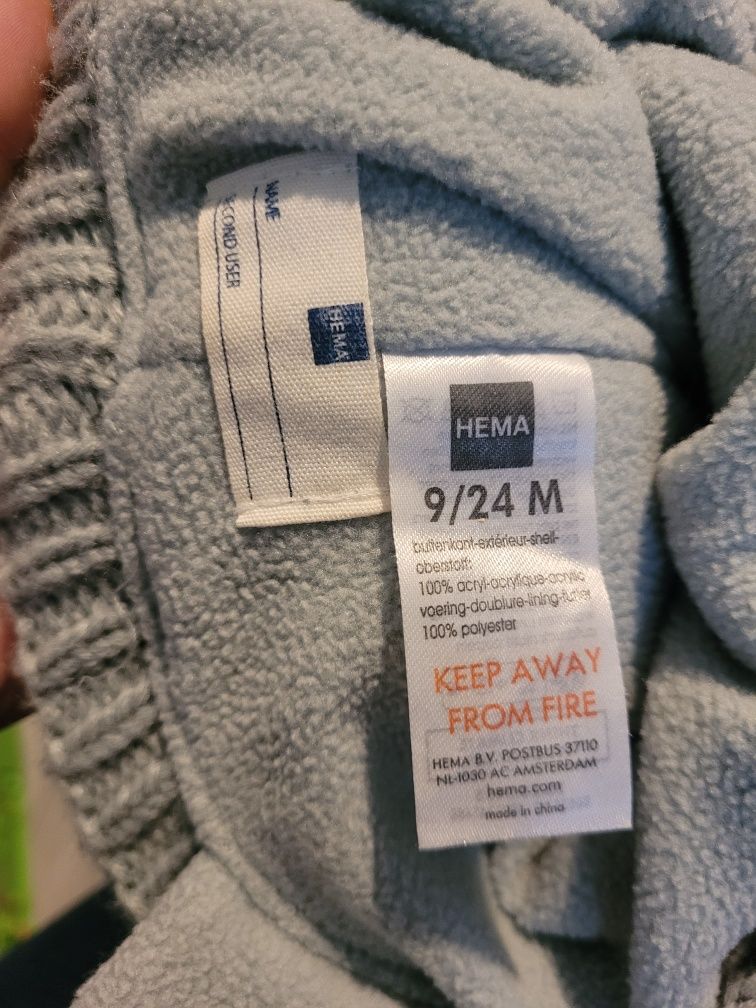 NAME
SECOND USER
HEMA
HEMA
9/24 M
buitenkant-extérieur-shell-
oberstoff:
100% acryl-acrylique-acrylic
voering-doublure-lining-futter
100% polyester
KEEP AWAY
FROM FIRE
HEMA B.V. POSTBUS 37110
NL-1030 AC AMSTERDAM
hema.com
made in china